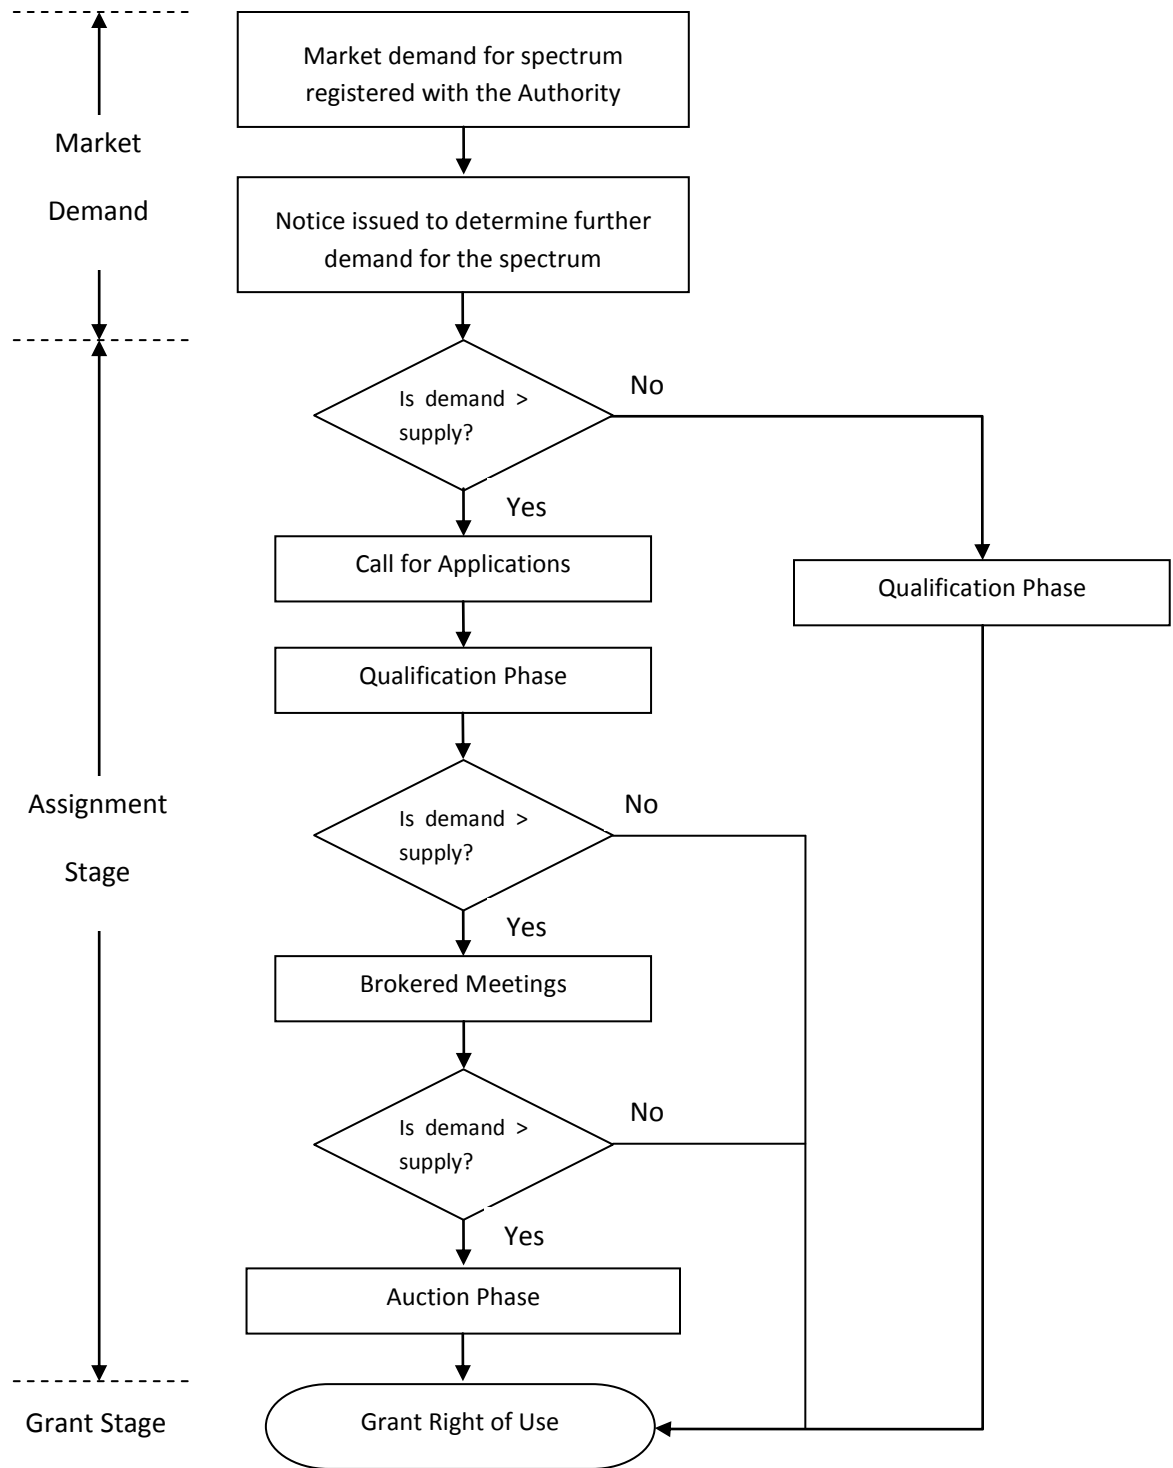 Market demand for spectrum
registered with the Authority
Market
Demand
Notice issued to determine further
demand for the spectrum
Is demand >
supply?
No
Yes
Call for Applications
Qualification Phase
Qualification Phase
Assignment
Stage
Is demand >
supply?
No
Yes
Brokered Meetings
Is demand >
supply?
No
Yes
Auction Phase
Grant Stage
Grant Right of Use